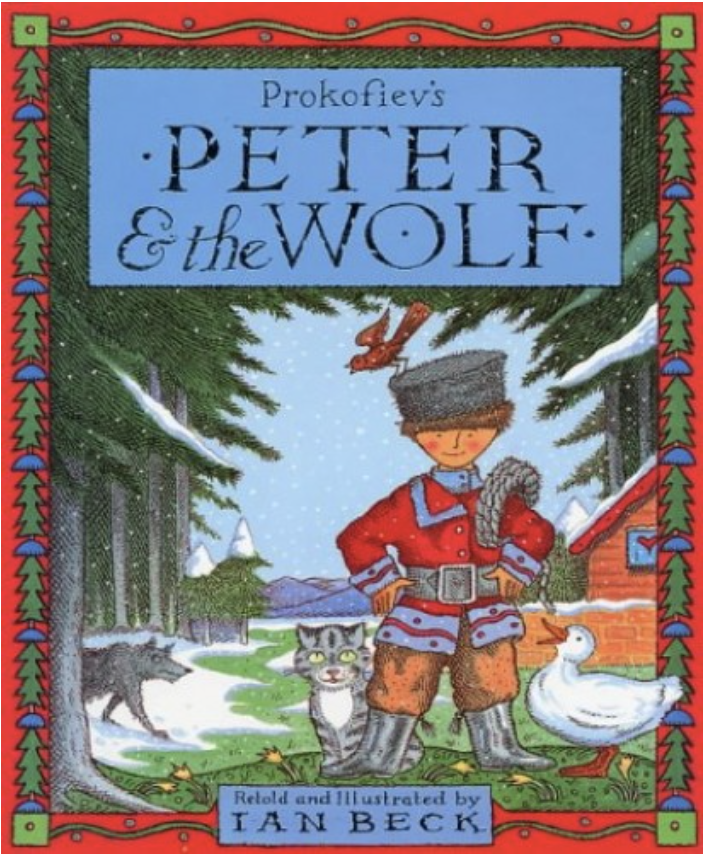 Prokofiev's
·PETER
& the WOLF·
Retold and Illustrated by
IAN BECK